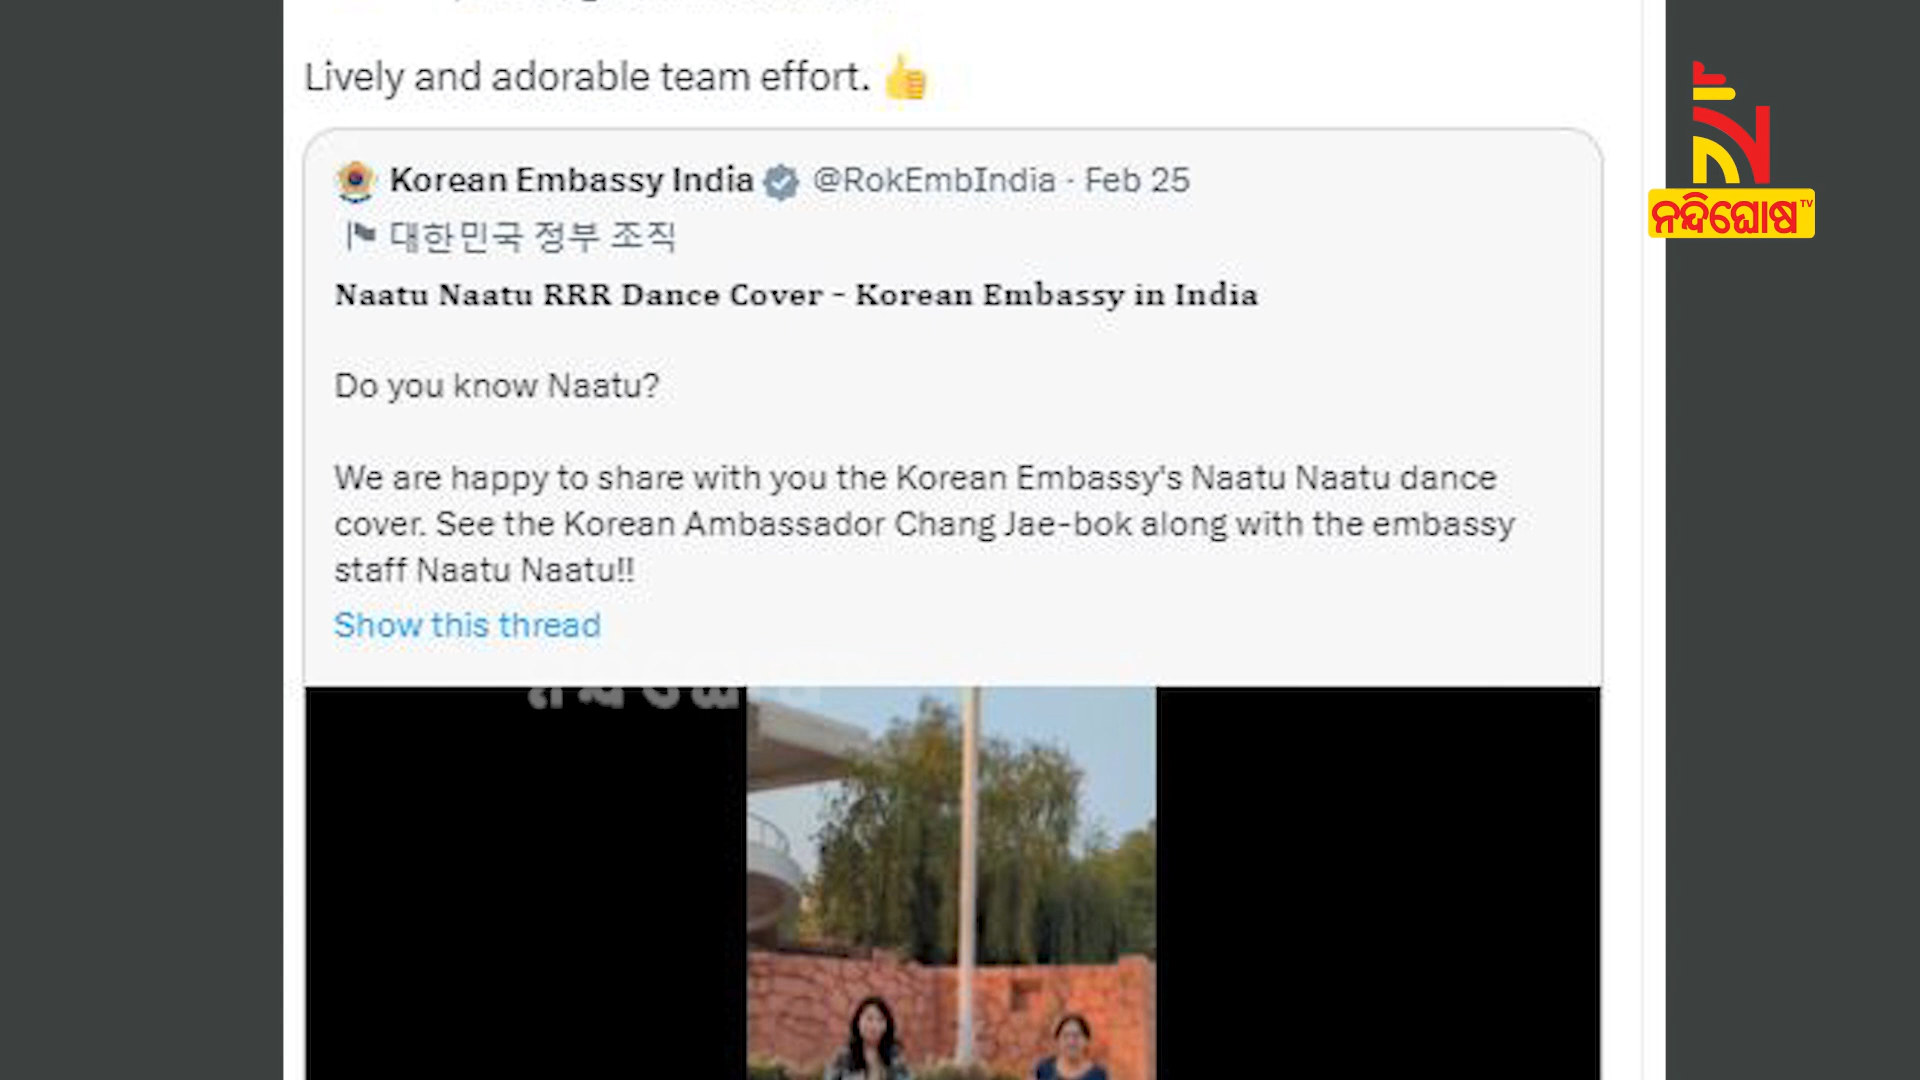 Lively and adorable team effort. 👍
Korean Embassy India @RokEmbIndia · Feb 25
대한민국 정부 조직
Naatu Naatu RRR Dance Cover - Korean Embassy in India
Do you know Naatu?
We are happy to share with you the Korean Embassy's Naatu Naatu dance
cover. See the Korean Ambassador Chang Jae-bok along with the embassy
staff Naatu Naatu!!
Show this thread
ନନ୍ଦିଘୋଷ TV